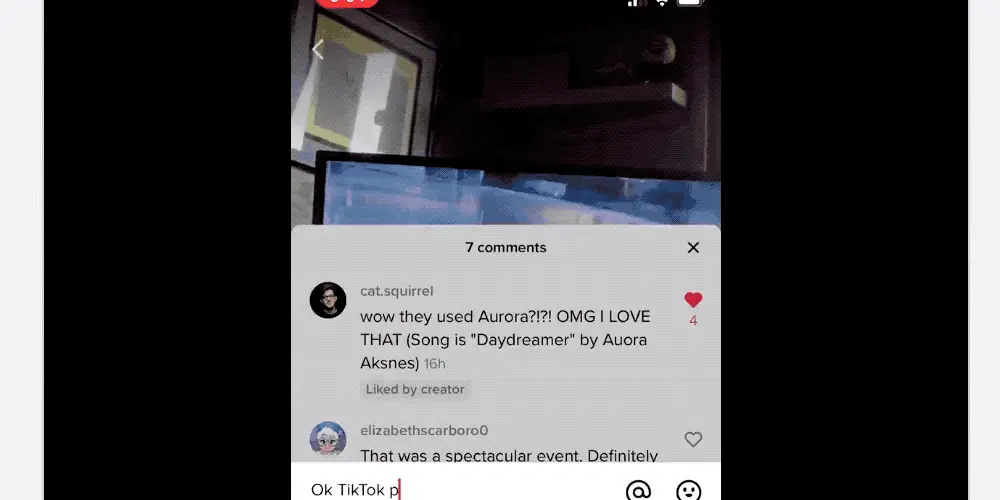 7 comments
cat.squirrel
wow they used Aurora?!?! OMG I LOVE
THAT (Song is "Daydreamer" by Auora
Aksnes) 16h
4
Liked by creator
elizabethscarboro0
That was a spectacular event. Definitely
Ok TikTok p